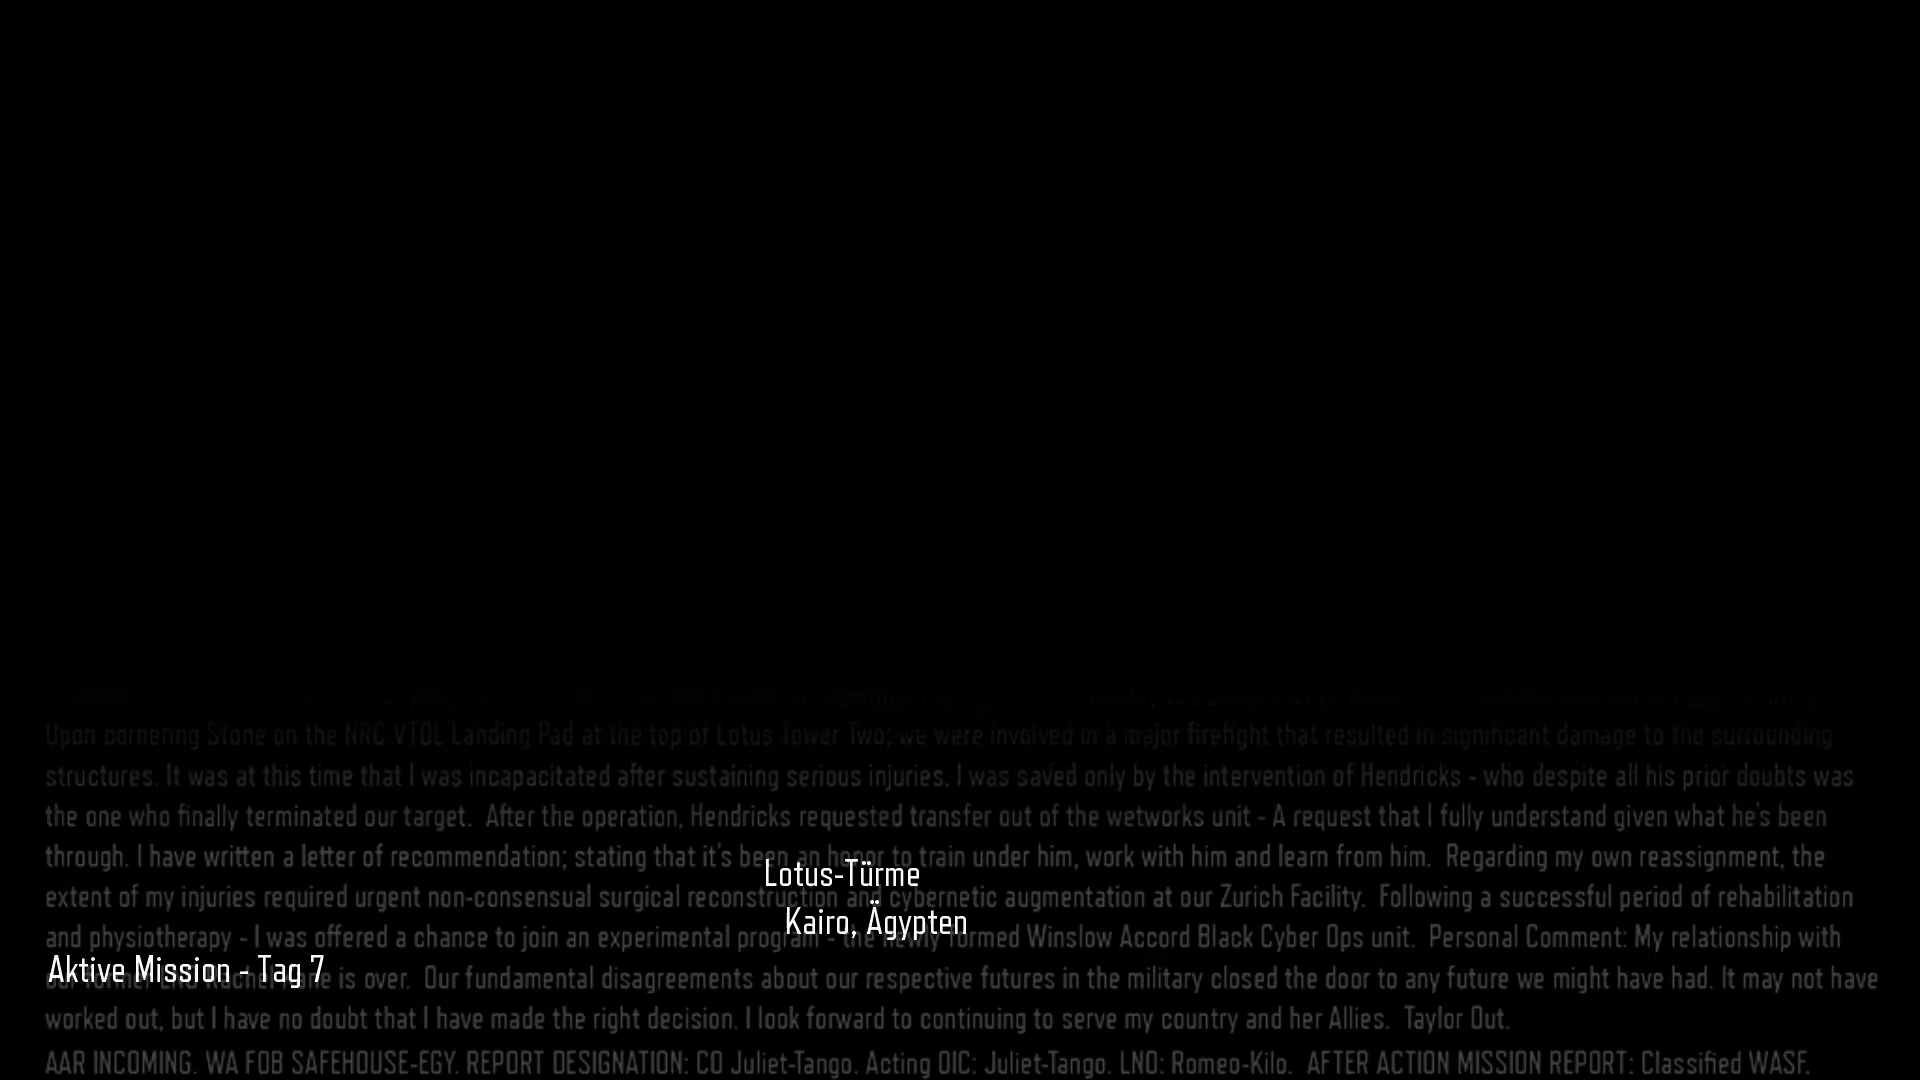 Upon cornering Stone on the NRC VTOL Landing Pad at the top of Lotus Tower Two; we were involved in a major firefight that resulted in significant damage to the surrounding
structures. It was at this time that I was incapacitated after sustaining serious injuries. I was saved only by the intervention of Hendricks - who despite all his prior doubts was
the one who finally terminated our target. After the operation, Hendricks requested transfer out of the wetworks unit - A request that I fully understand given what he's been
through. I have written a letter of recommendation; stating that it's been an honor to train under him, work with him and learn from him. Regarding my own reassignment, the
Lotus-Türme
extent of my injuries required urgent non-consensual surgical reconstruction and cybernetic augmentation at our Zurich Facility. Following a successful period of rehabilitation
Kairo, Ägypten
and physiotherapy - I was offered a chance to join an experimental program - the newly formed Winslow Accord Black Cyber Ops unit. Personal Comment: My relationship with
Aktive Mission - Tag 7
is over. Our fundamental disagreements about our respective futures in the military closed the door to any future we might have had. It may not have
worked out, but I have no doubt that I have made the right decision. I look forward to continuing to serve my country and her Allies. Taylor Out.
AAR INCOMING. WA FOB SAFEHOUSE-EGY. REPORT DESIGNATION: CO Juliet-Tango. Acting OIC: Juliet-Tango. LNO: Romeo-Kilo. AFTER ACTION MISSION REPORT: Classified WASF.